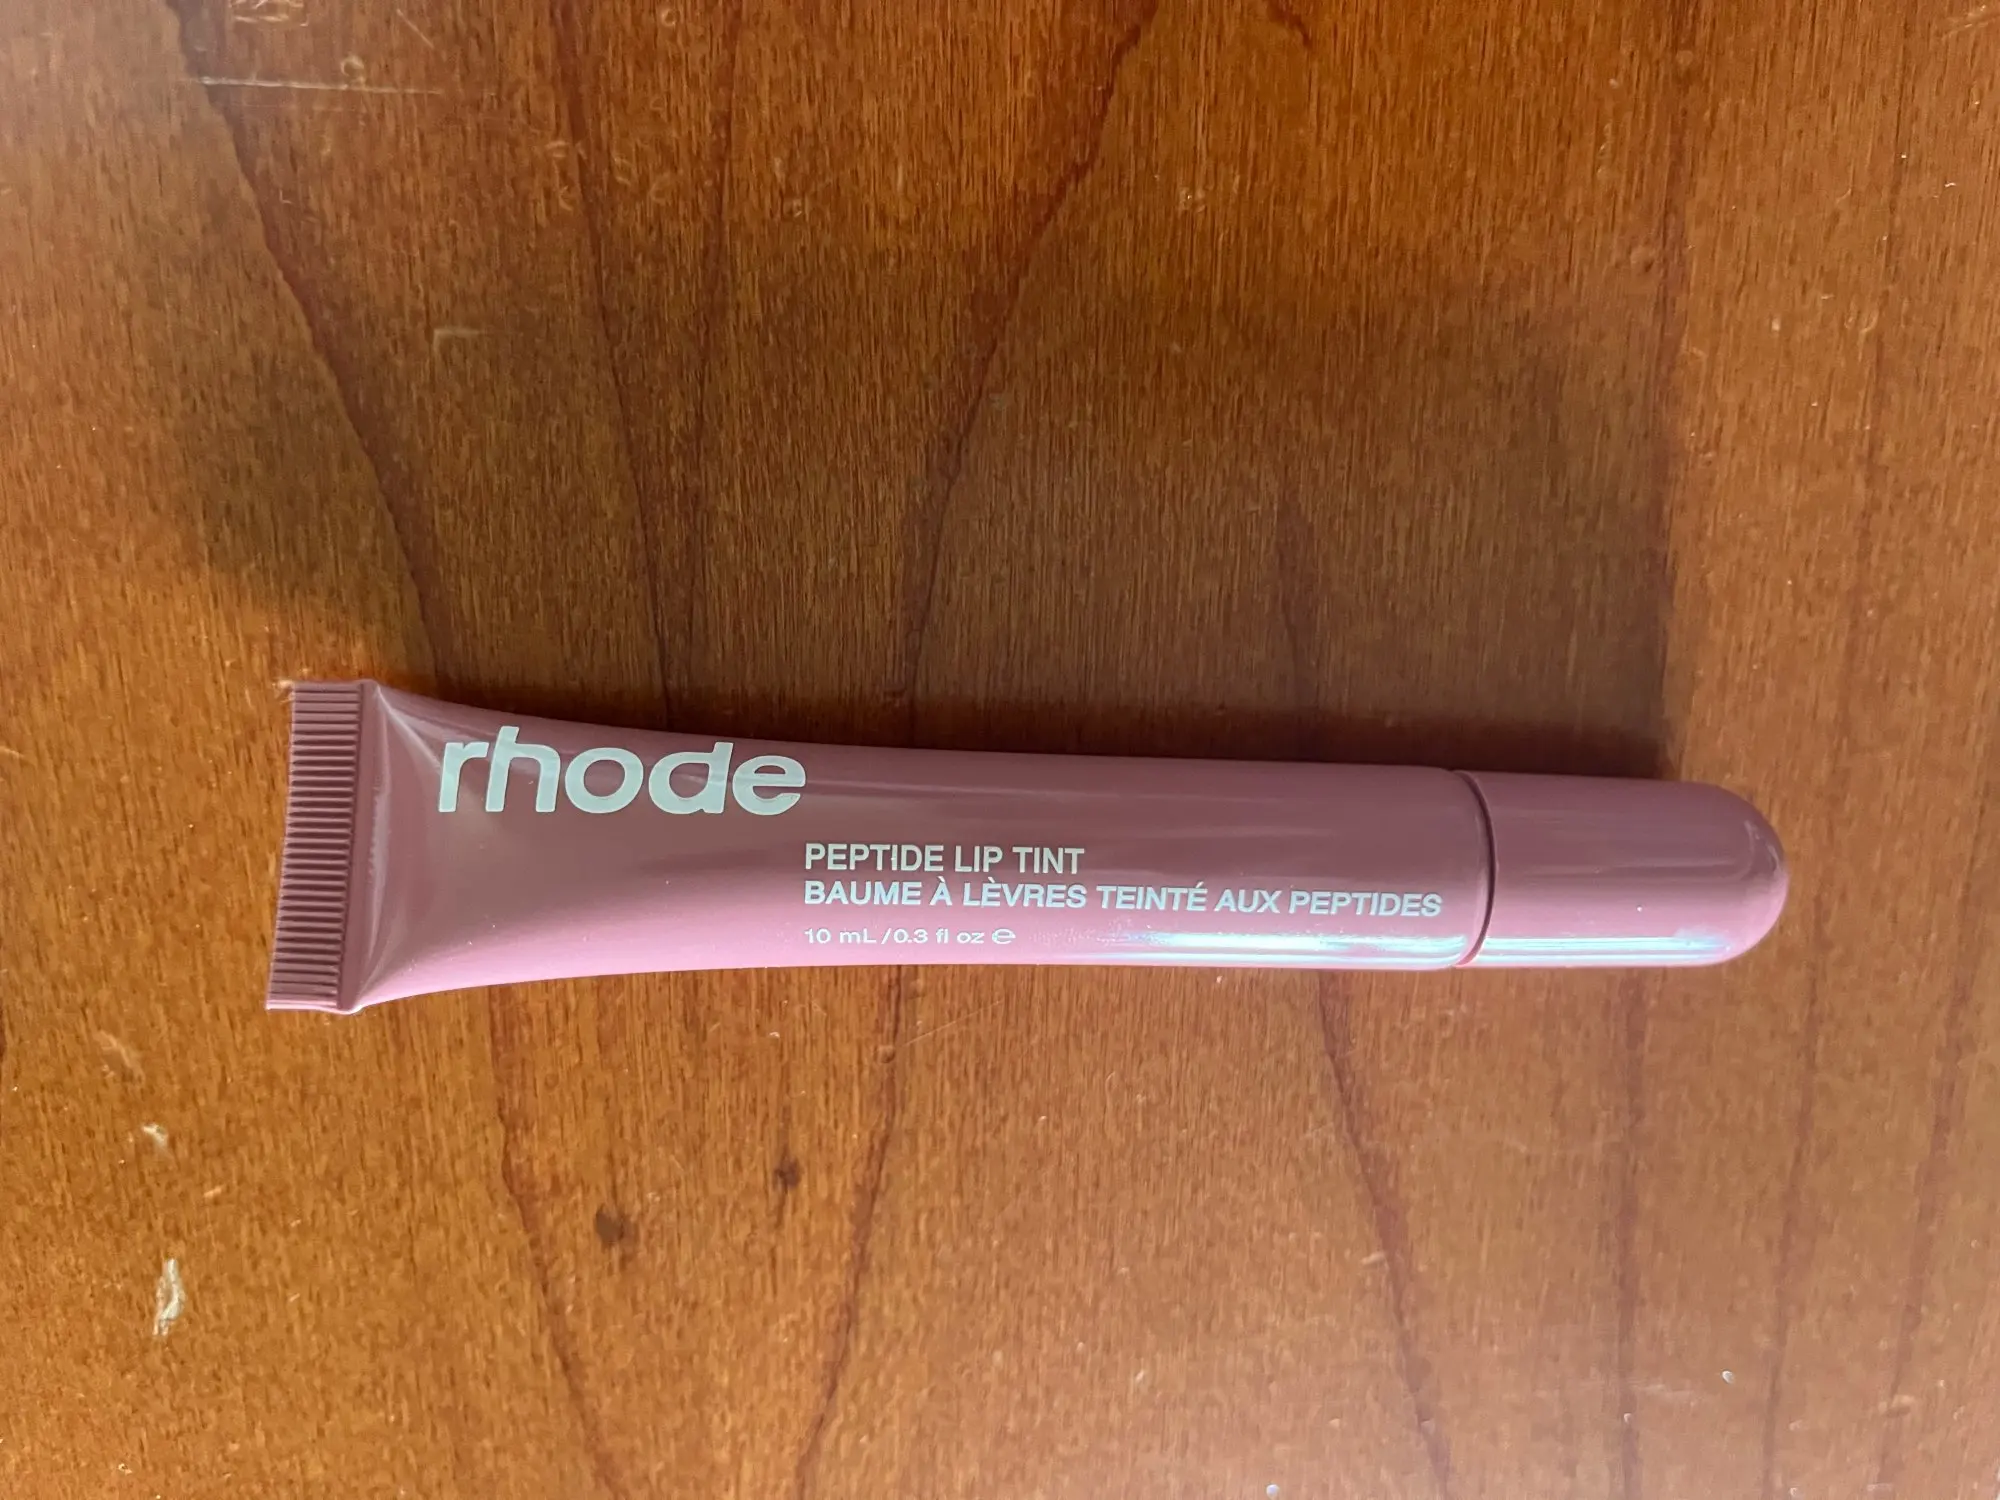 rhode
PEPTIDE LIP TINT
BAUME À LÈVRES TEINTÉ AUX PEPTIDES
10 mL/0.3 fl oz ℮